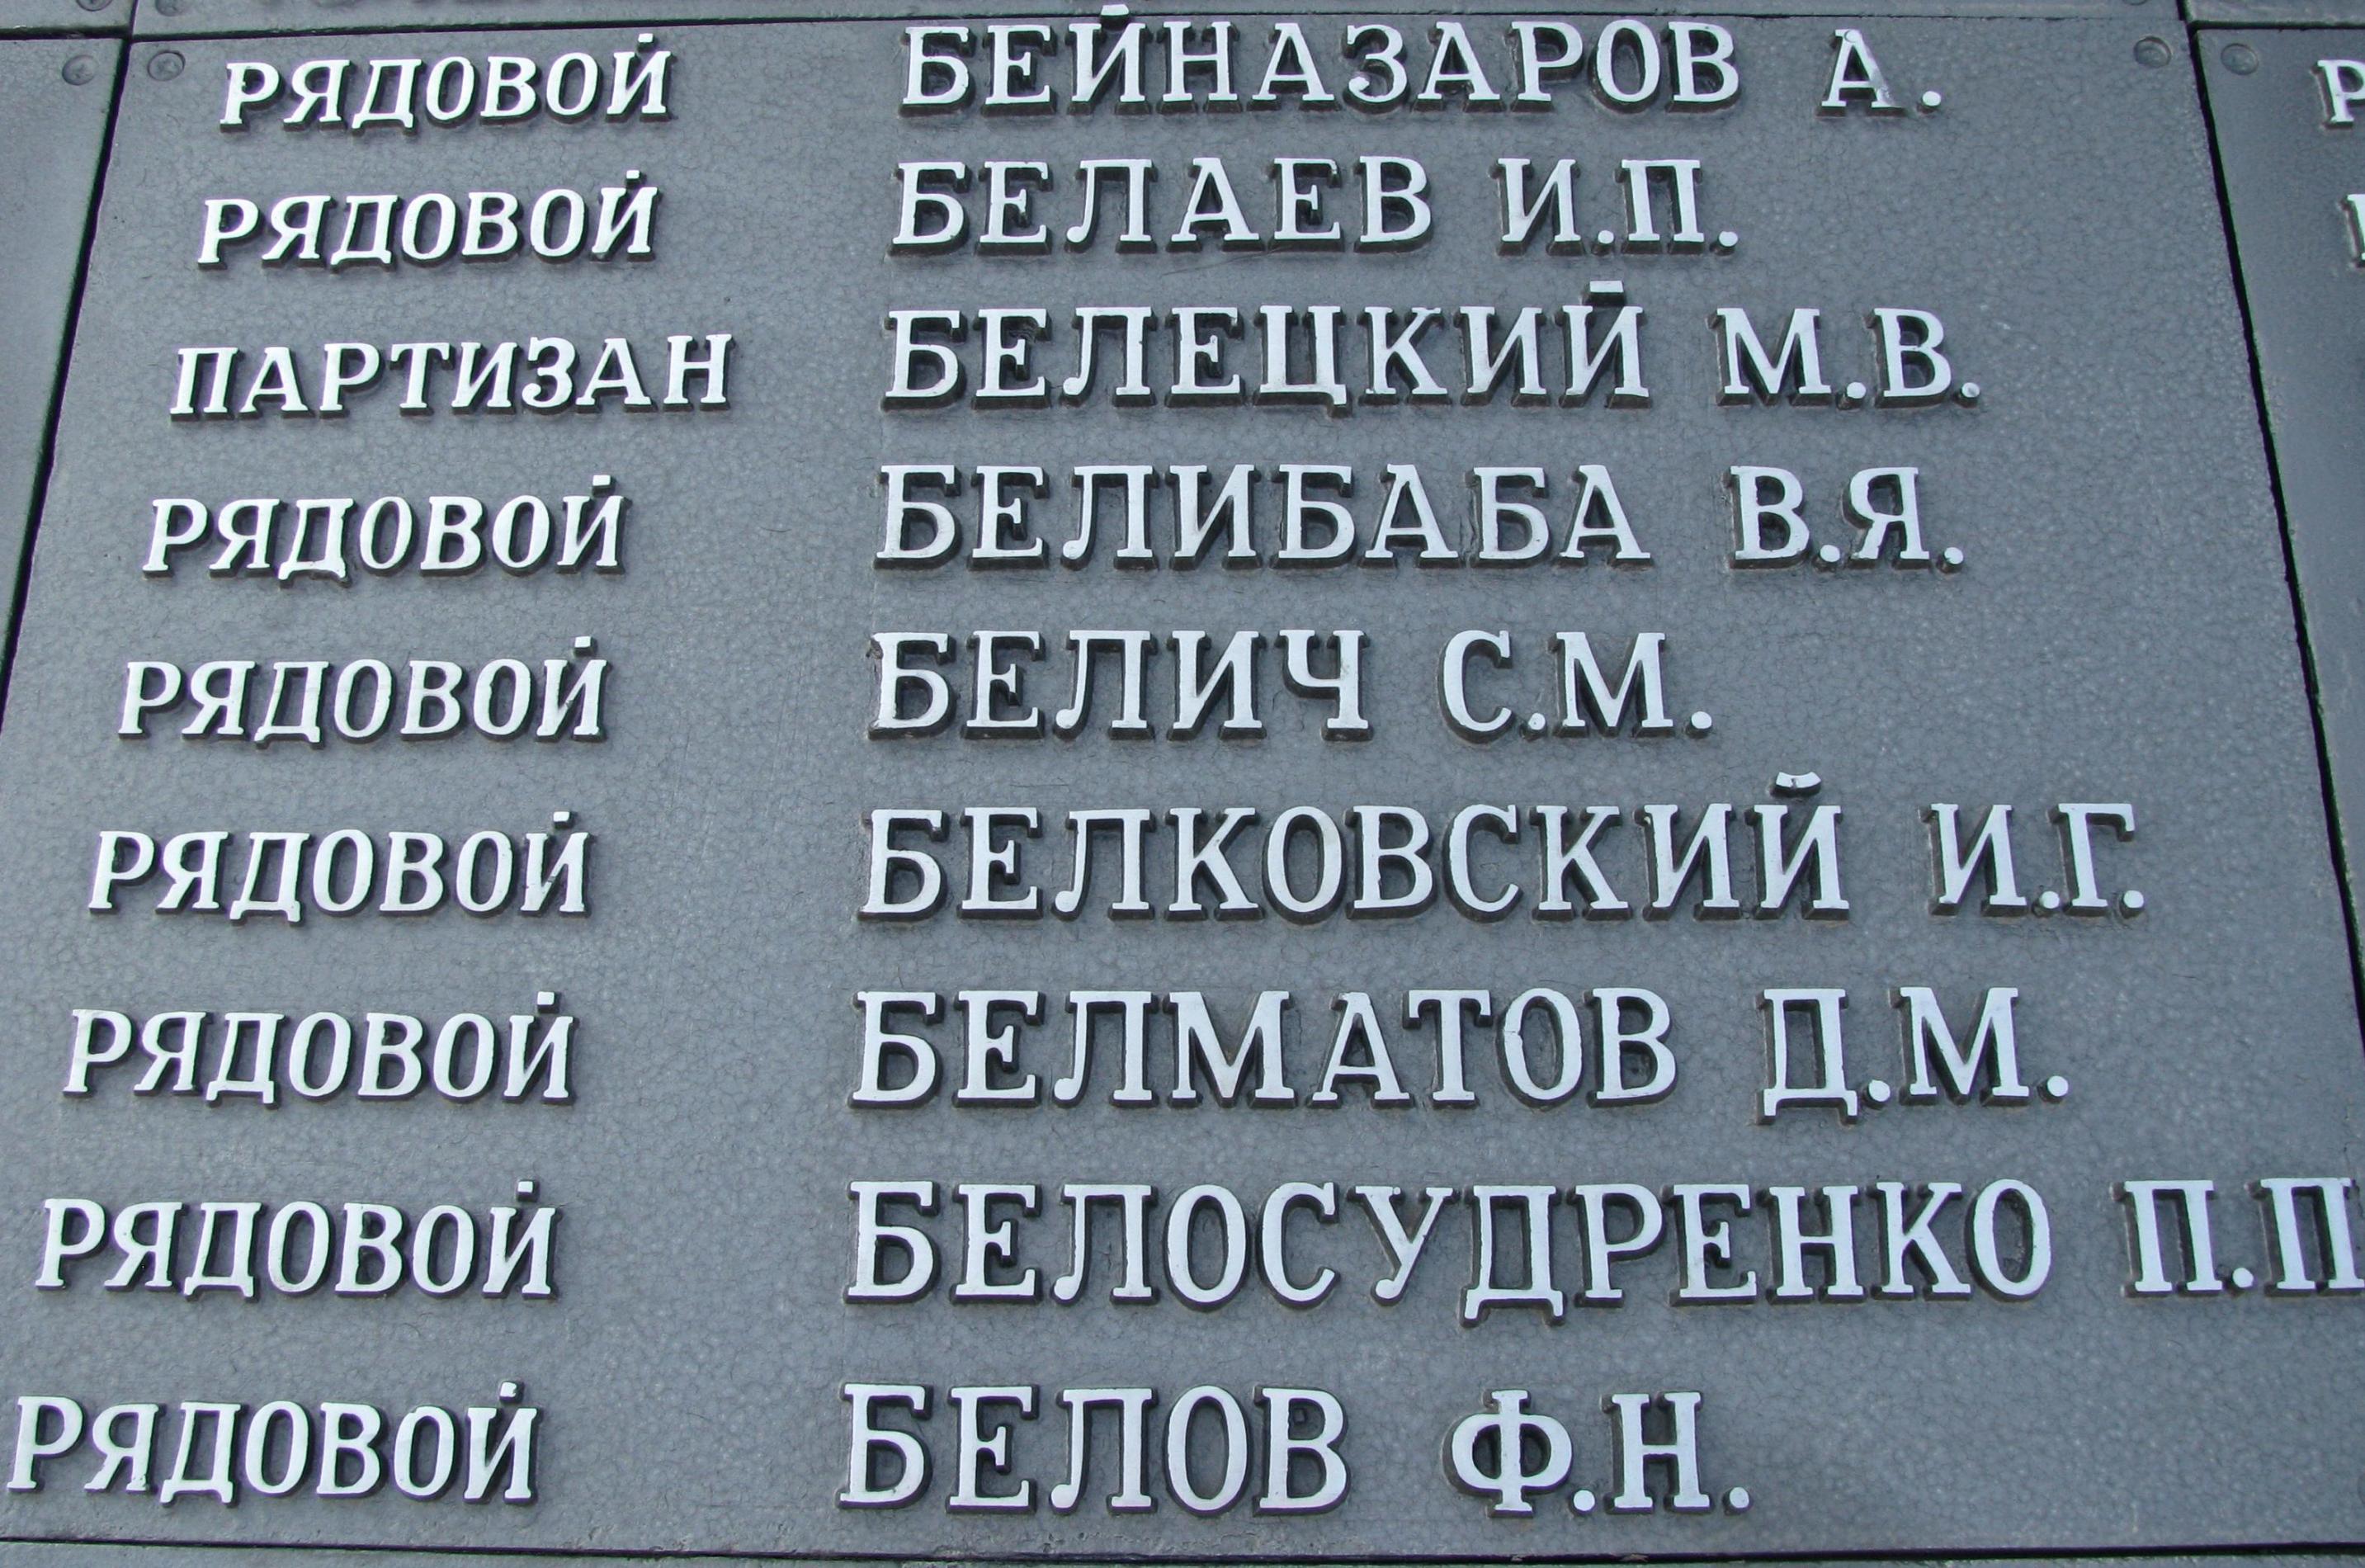 РЯДОВОЙ БЕЙНАЗАРОВ А.
РЯДОВОЙ БЕЛАЕВ И.П.
ПАРТИЗАН БЕЛЕЦКИЙ М.В.
РЯДОВОЙ БЕЛИБАБА В.Я.
РЯДОВОЙ БЕЛИЧ С.М.
РЯДОВОЙ БЕЛКОВСКИЙ И.Г.
РЯДОВОЙ БЕЛМАТОВ Д.М.
РЯДОВОЙ БЕЛОСУДРЕНКО П.П
РЯДОВОЙ БЕЛОВ Ф.Н.